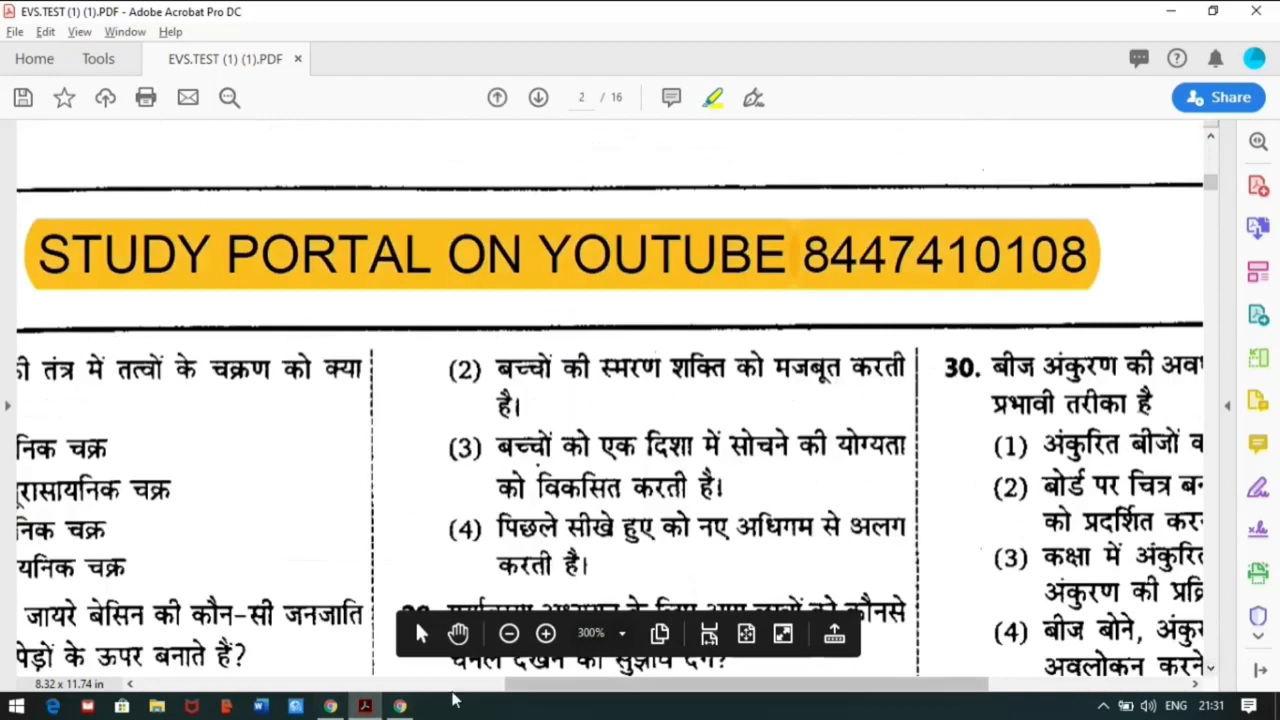 EVS.TEST (1) (1).PDF - Adobe Acrobat Pro DC
File Edit View Window Help
Home Tools EVS.TEST (1) (1).PDF ×
2 / 16
Share
STUDY PORTAL ON YOUTUBE 8447410108
तंत्र में तत्वों के चक्रण को क्या
निक चक्र
रासायनिक चक्र
निक चक्र
यनिक चक्र
जायरे बेसिन की कौन-सी जनजाति
पेड़ों के ऊपर बनाते हैं?
(2) बच्चों की स्मरण शक्ति को मजबूत करती
है।
(3) बच्चों को एक दिशा में सोचने की योग्यता
को विकसित करती है।
(4) पिछले सीखे हुए को नए अधिगम से अलग
करती है।
कौनसे
30. बीज अंकुरण की
प्रभावी तरीका है
(1) अंकुरित बीजों
(2) बोर्ड पर चित्र
को प्रदर्शित
(3) कक्षा में
अंकुरण की
(4) बीज बोने,
अवलोकन
300%
8.32 x 11.74 in
ENG 21:31